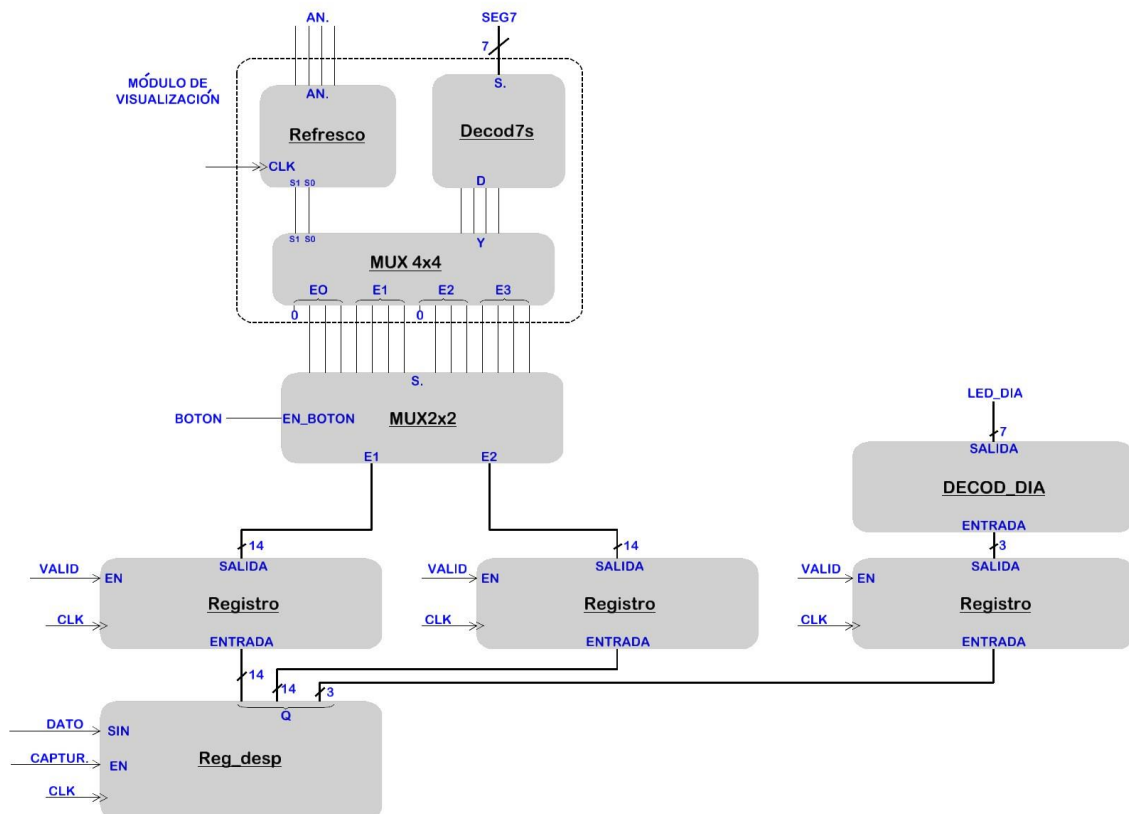 AN.
SEG7
7
MÓDULO DE
VISUALIZACIÓN
AN.
S.
Refresco
Decod7s
CLK
S1 S0
D
S1 S0
Y
MUX 4x4
EO
E1
E2
E3
0
0
S.
BOTON
EN_BOTON
MUX2x2
E1
E2
LED_DIA
7
SALIDA
DECOD_DIA
ENTRADA
14
14
3
VALID
EN
SALIDA
Registro
CLK
ENTRADA
VALID
EN
SALIDA
Registro
CLK
ENTRADA
VALID
EN
SALIDA
Registro
CLK
ENTRADA
14
14
3
Q
DATO
SIN
Reg_desp
CAPTUR.
EN
CLK